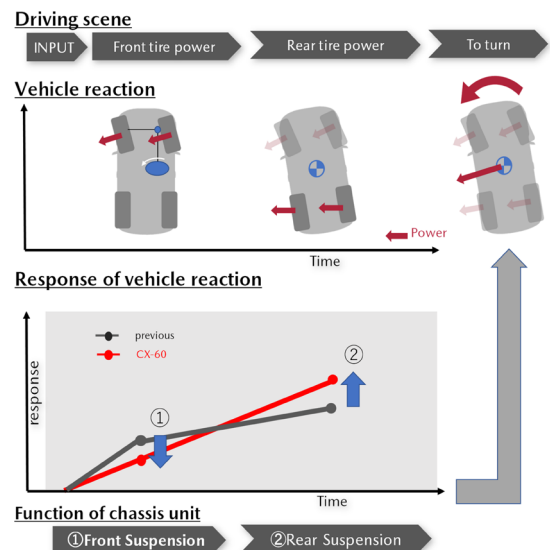 Driving scene
INPUT
Front tire power
Rear tire power
To turn
Vehicle reaction
Power
Time
Response of vehicle reaction
previous
CX-60
②
①
response
Time
Function of chassis unit
①Front Suspension
②Rear Suspension